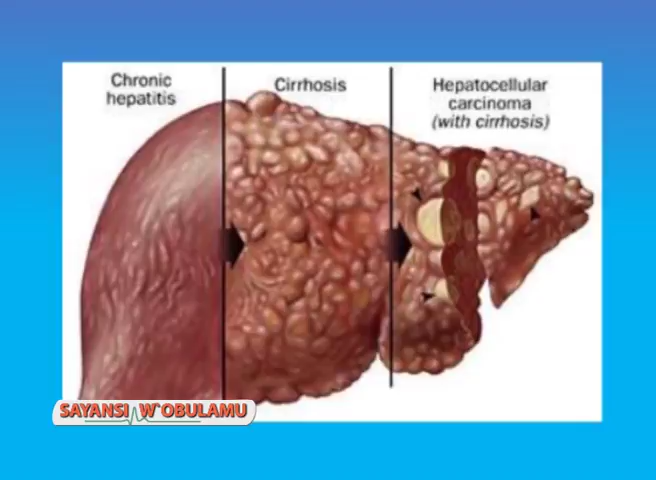 Chronic
hepatitis
Cirrhosis
Hepatocellular
carcinoma
(with cirrhosis)
SAYANSI W'OBULAMU